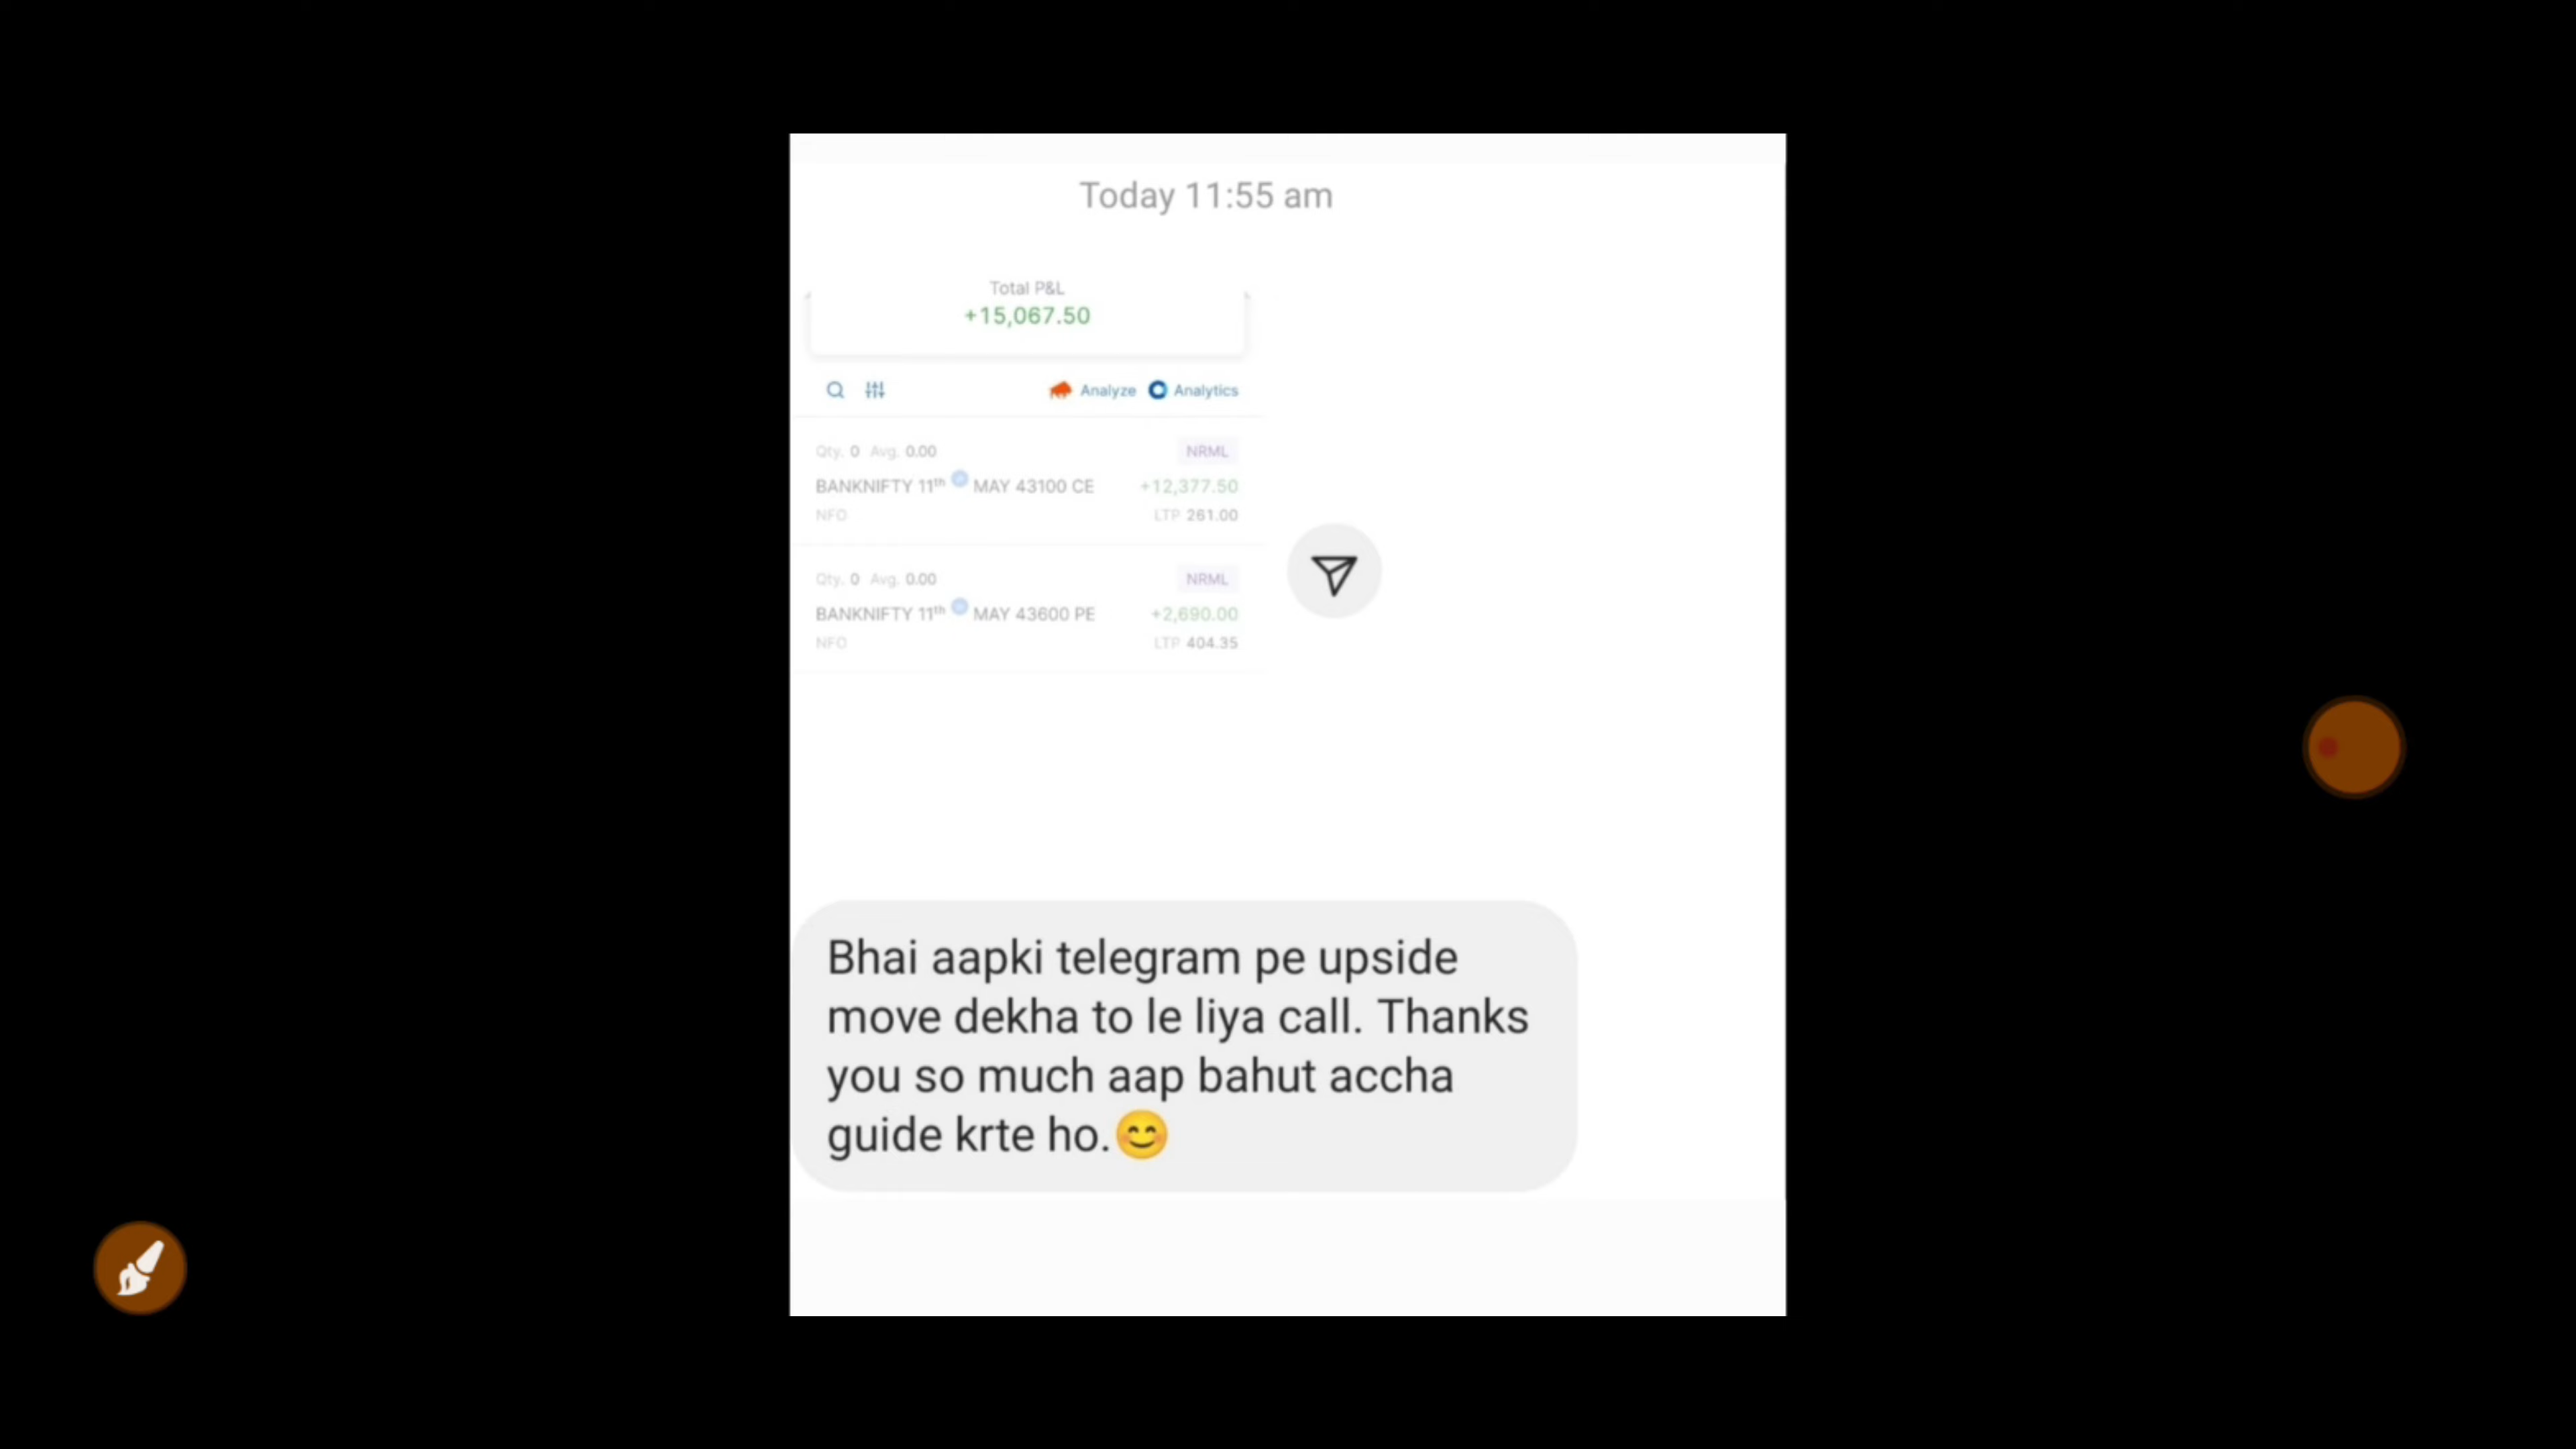 Today 11:55 am
Total P&L
+15,067.50
Analyze Analytics
Qty. 0 Avg. 0.00 NRML
BANKNIFTY 11th MAY 43100 CE +12,377.50
NFO LTP 261.00
Qty. 0 Avg. 0.00 NRML
BANKNIFTY 11th MAY 43600 PE +2,690.00
NFO LTP 404.35
Bhai aapki telegram pe upside
move dekha to le liya call. Thanks
you so much aap bahut accha
guide krte ho.😊